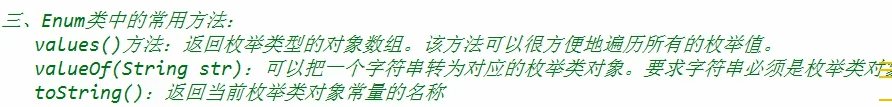 三、Enum类中的常用方法：
values()方法：返回枚举类型的对象数组。该方法可以很方便地遍历所有的枚举值。
valueOf(String str)：可以把一个字符串转为对应的枚举类对象。要求字符串必须是枚举类对
toString()：返回当前枚举类对象常量的名称